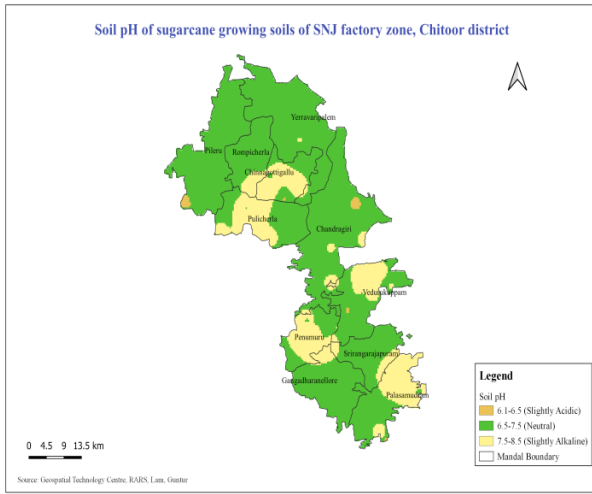 Soil pH of sugarcane growing soils of SNJ factory zone, Chitoor district
Yerravaripalem
Pileru
Rompicherla
Chinnagottigallu
Pulicherla
Chandragiri
Vedurukuppam
Penumuru
Srirangarajapuram
Gangadharanellore
Palasamudram
Legend
Soil pH
6.1-6.5 (Slightly Acidic)
6.5-7.5 (Neutral)
7.5-8.5 (Slightly Alkaline)
Mandal Boundary
0 4.5 9 13.5 km
Source: Geospatial Technology Centre, RARS, Lam, Guntur